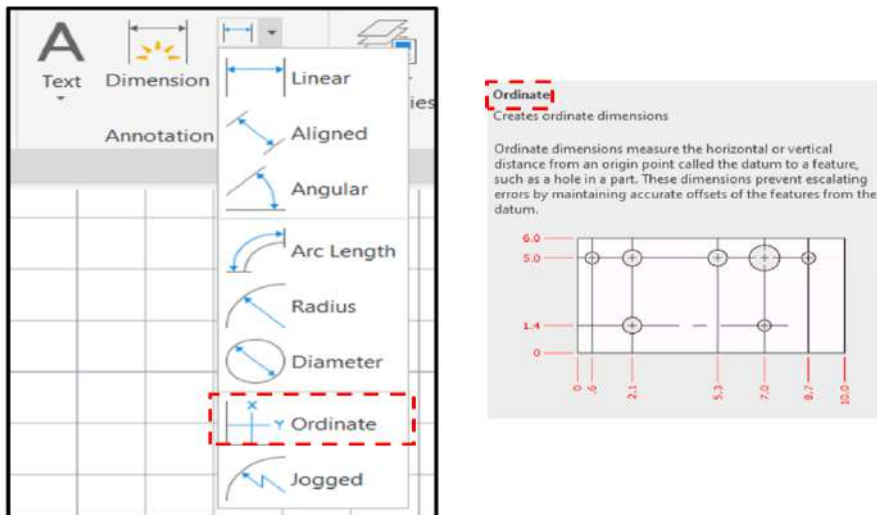 Text
Dimension
ies
Annotation
Linear
Aligned
Angular
Arc Length
Radius
Diameter
X
Y
Ordinate
Jogged
Ordinate
Creates ordinate dimensions
Ordinate dimensions measure the horizontal or vertical
distance from an origin point called the datum to a feature,
such as a hole in a part. These dimensions prevent escalating
errors by maintaining accurate offsets of the features from the
datum.
6.0
5.0
1.4
0
0
.6
2.1
5.3
7.0
8.7
10.0